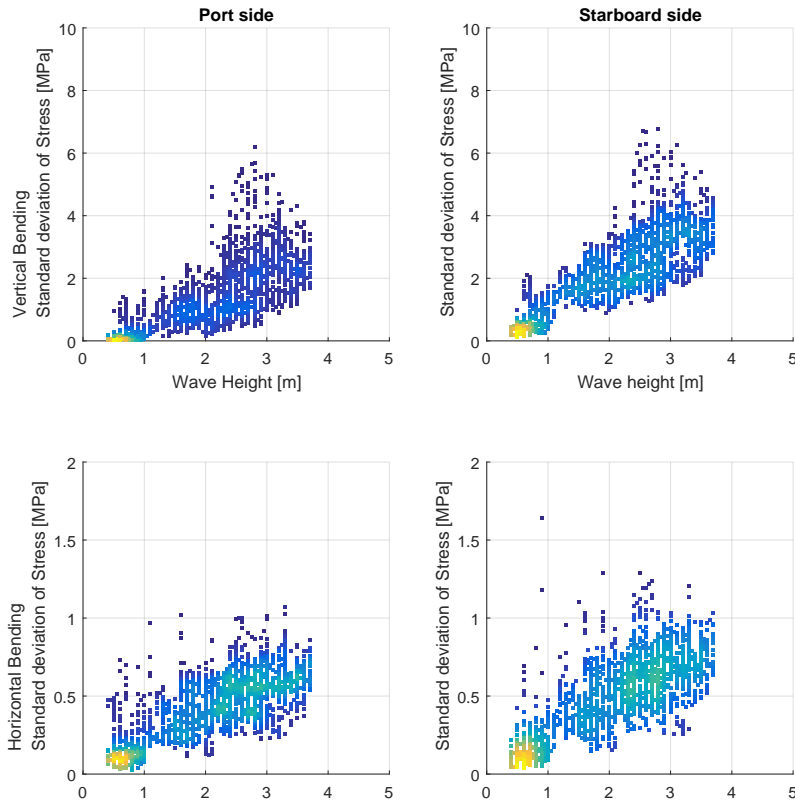 Port side
Starboard side
Vertical Bending
Standard deviation of Stress [MPa]
10
8
6
4
2
0
0 1 2 3 4 5
Wave Height [m]
Standard deviation of Stress [MPa]
10
8
6
4
2
0
0 1 2 3 4 5
Wave height [m]
Horizontal Bending
Standard deviation of Stress [MPa]
2
1.5
1
0.5
0
0 1 2 3 4 5
Standard deviation of Stress [MPa]
2
1.5
1
0.5
0
0 1 2 3 4 5